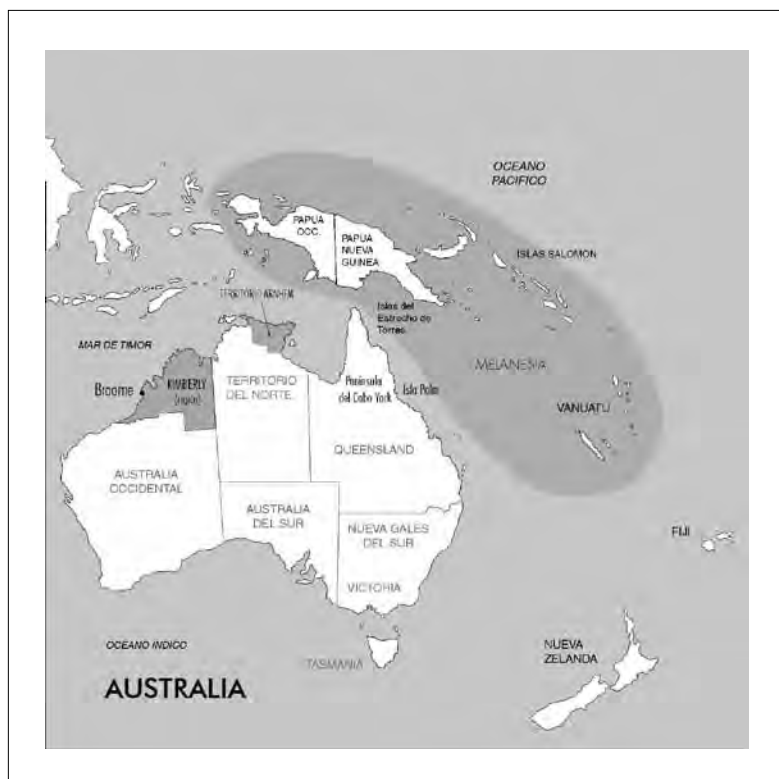 OCEANO
PACIFICO
PAPUA
OCC.
PAPUA
NUEVA
GUINEA
ISLAS SALOMON
TERRITORIO ARNHEM
Islas del
Estrecho de
Torres
MAR DE TIMOR
MELANESIA
Broome
KIMBERLY
(region)
TERRITORIO
DEL NORTE
Península
del Cabo York
Isla Palm
VANUATU
QUEENSLAND
AUSTRALIA
OCCIDENTAL
AUSTRALIA
DEL SUR
NUEVA GALES
DEL SUR
FIJI
VICTORIA
OCEANO INDICO
TASMANIA
NUEVA
ZELANDA
AUSTRALIA